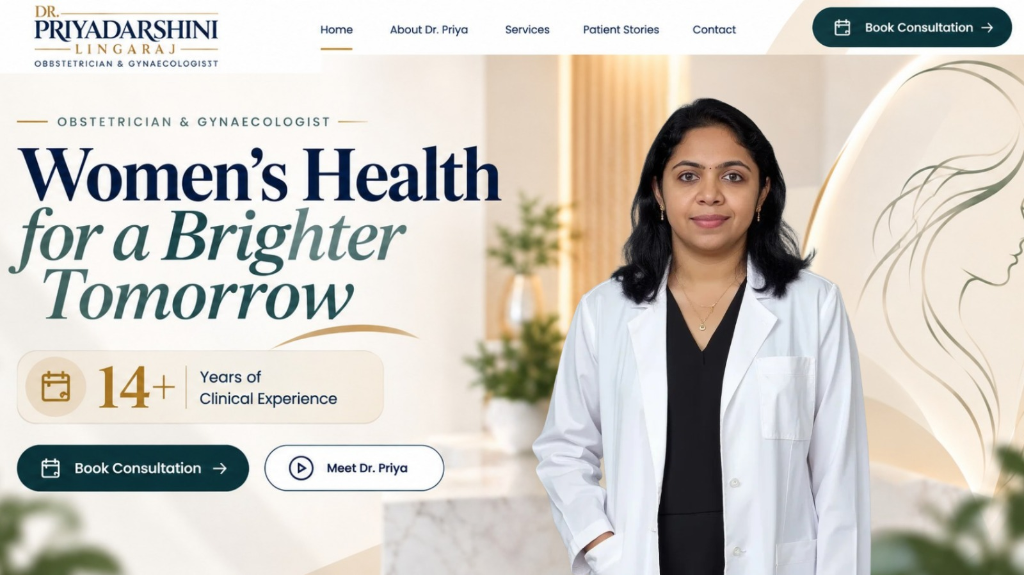 DR.
PRIYADARSHINI
LINGARAJ
OBBSTETRICIAN & GYNAECOLOGIST
Home
About Dr. Priya
Services
Patient Stories
Contact
Book Consultation
OBSTETRICIAN & GYNAECOLOGIST
Women's Health
for a Brighter
Tomorrow
14+
Years of
Clinical Experience
Book Consultation
Meet Dr. Priya